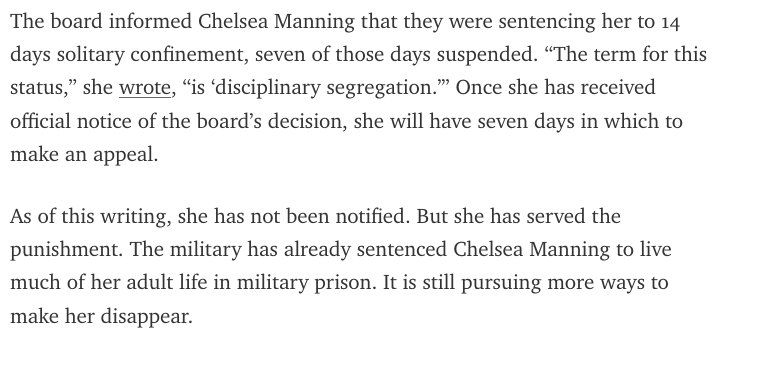 The board informed Chelsea Manning that they were sentencing her to 14
days solitary confinement, seven of those days suspended. “The term for this
status,” she wrote, “is ‘disciplinary segregation.’” Once she has received
official notice of the board’s decision, she will have seven days in which to
make an appeal.
As of this writing, she has not been notified. But she has served the
punishment. The military has already sentenced Chelsea Manning to live
much of her adult life in military prison. It is still pursuing more ways to
make her disappear.